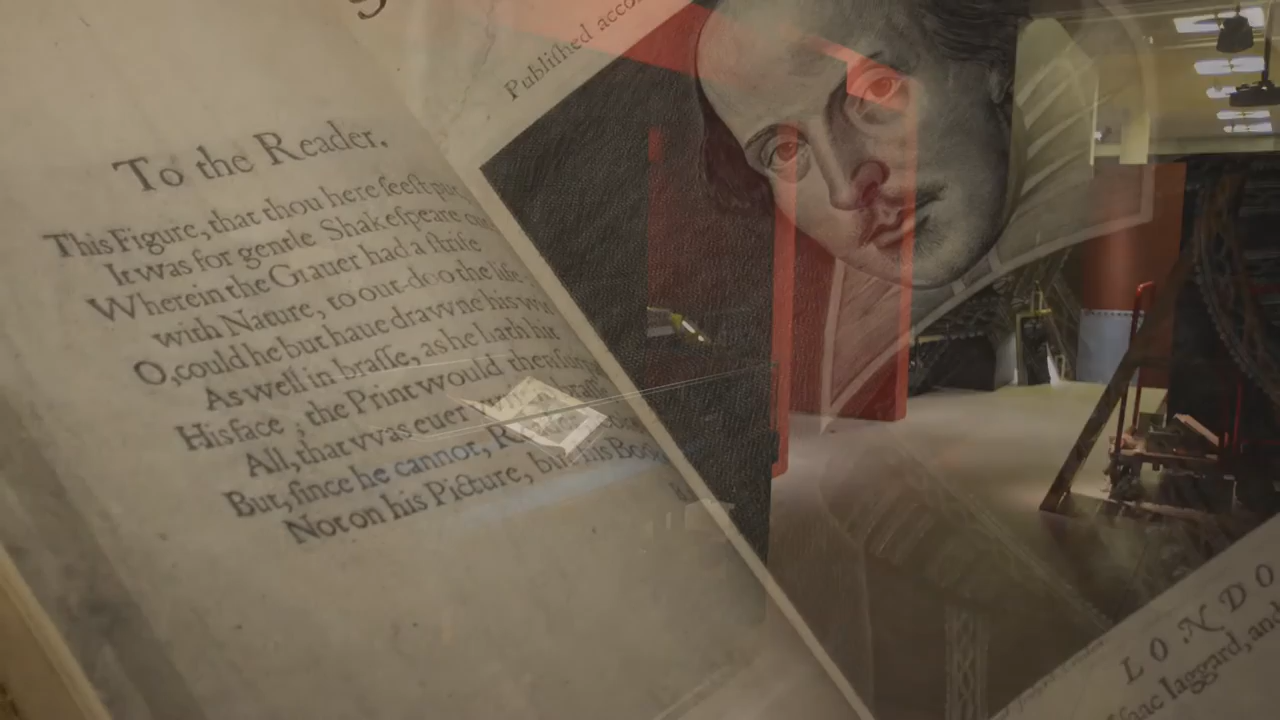 To the Reader.
This Figure, that thou here ſeeſt put
It was for gentle Shakeſpeare cut
Wherein the Grauer had a ſtrife
with Nature, to out-doo the life
O, could he but haue drawne his wit
As well in braſſe, as he hath hit
His face ; the Print would then ſur
All, that vvas euer
But, ſince he cannot, Reader
Not on his Picture, but his Book
Publiſhed acco
LONDO
Iſaac Iaggard, and